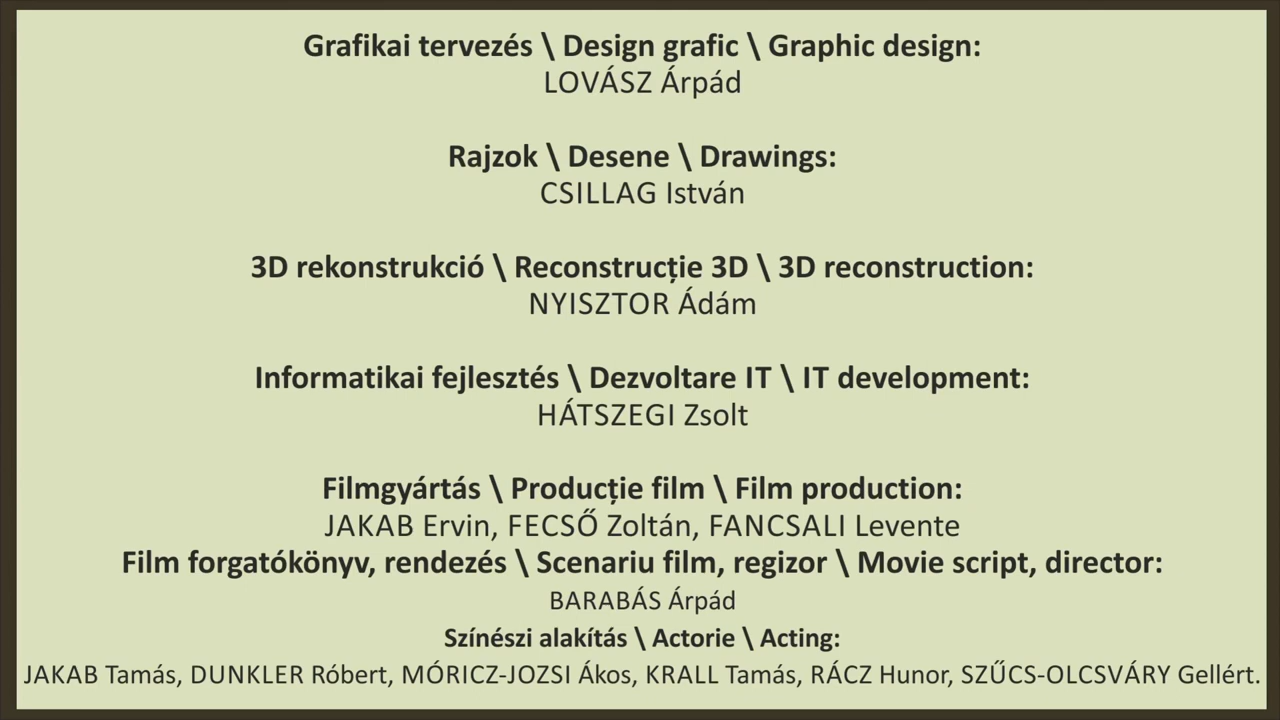 Grafikai tervezés \ Design grafic \ Graphic design:
LOVÁSZ Árpád
Rajzok \ Desene \ Drawings:
CSILLAG István
3D rekonstrukció \ Reconstrucție 3D \ 3D reconstruction:
NYISZTOR Ádám
Informatikai fejlesztés \ Dezvoltare IT \ IT development:
HÁTSZEGI Zsolt
Filmgyártás \ Producție film \ Film production:
JAKAB Ervin, FECSŐ Zoltán, FANCSALI Levente
Film forgatókönyv, rendezés \ Scenariu film, regizor \ Movie script, director:
BARABÁS Árpád
Színészi alakítás \ Actorie \ Acting:
JAKAB Tamás, DUNKLER Róbert, MÓRICZ-JOZSI Ákos, KRALL Tamás, RÁCZ Hunor, SZŰCS-OLCSVÁRY Gellért.